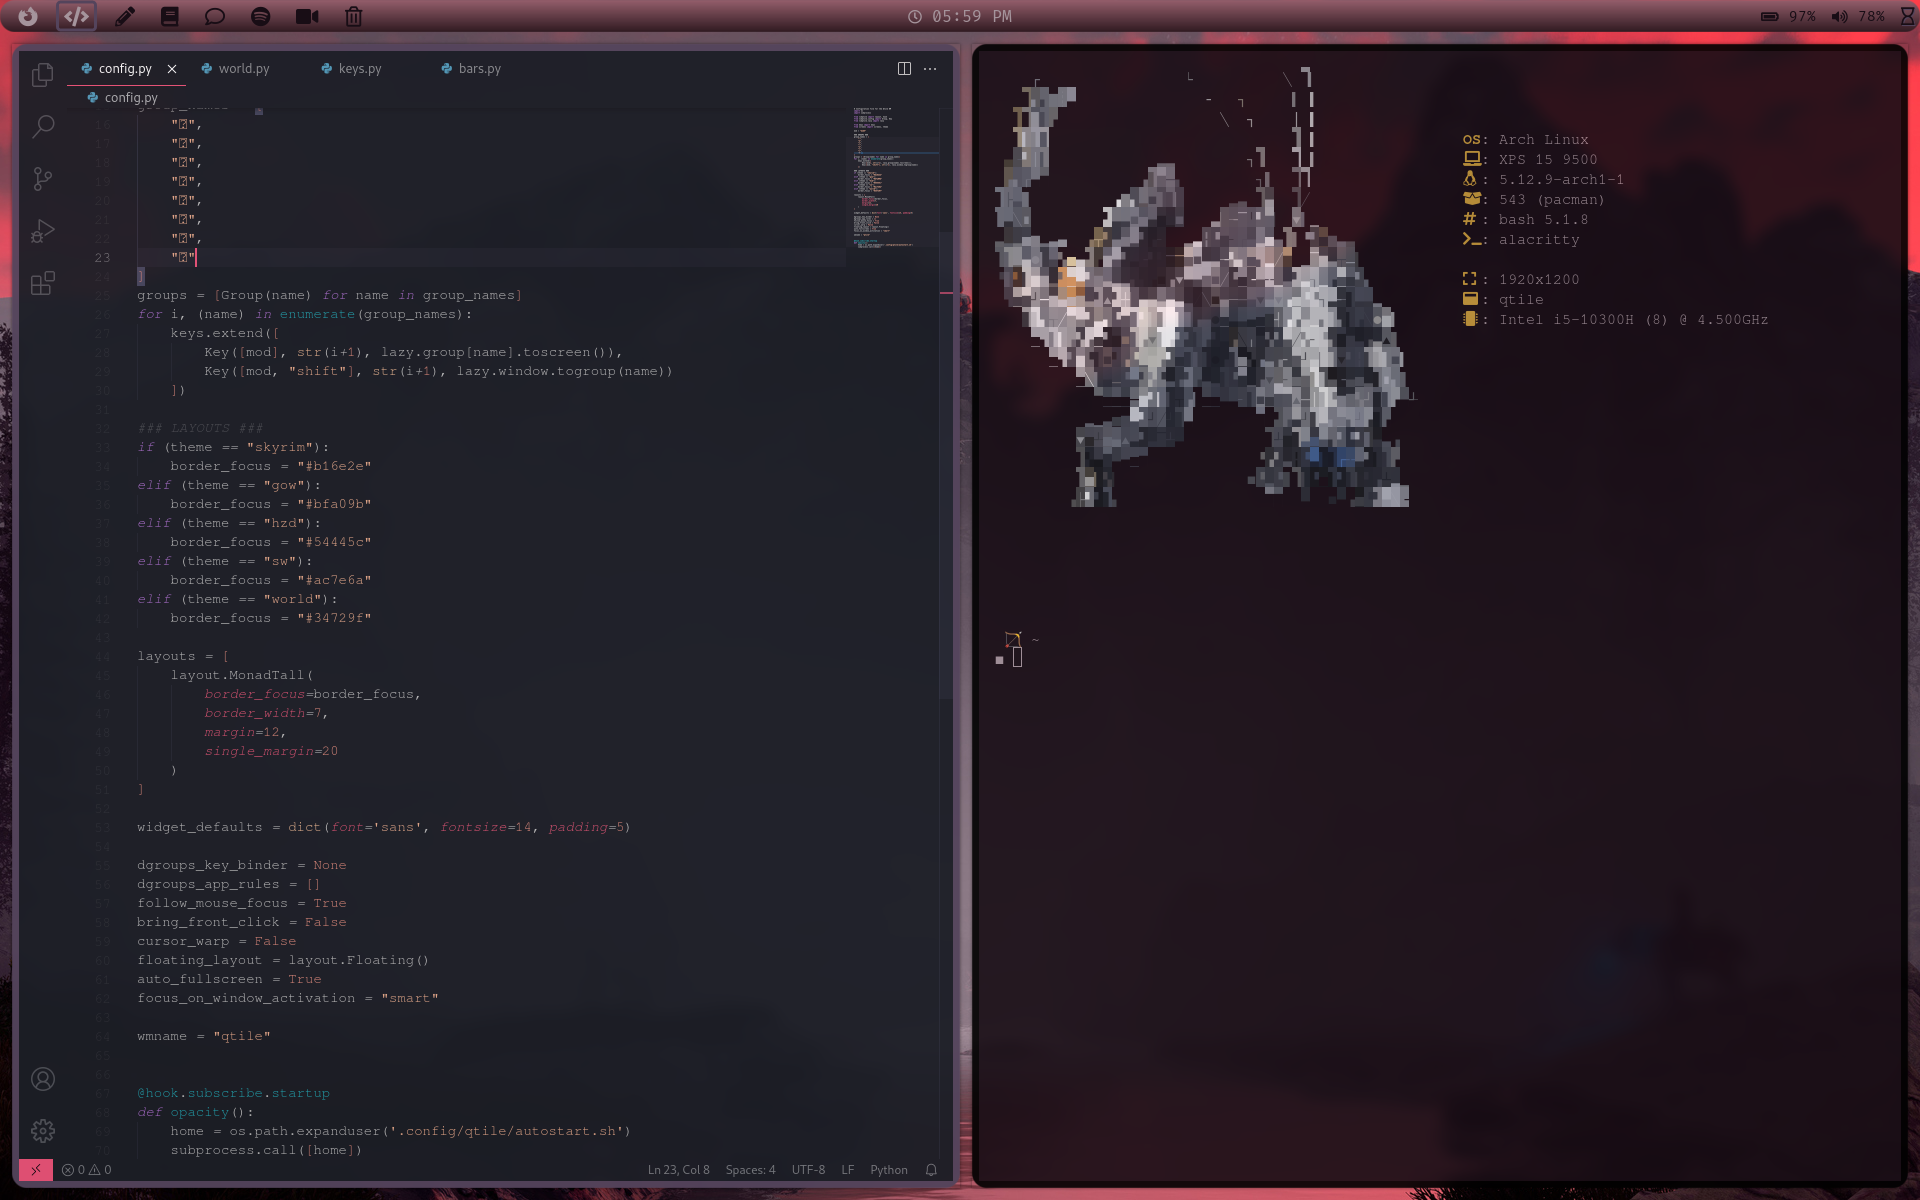 05:59 PM
97% 78%
config.py world.py keys.py bars.py
config.py
16 "",
17 "",
18 "",
19 "",
20 "",
21 "",
22 "",
23 ""
24 ]
25 groups = [Group(name) for name in group_names]
26 for i, (name) in enumerate(group_names):
27 keys.extend([
28 Key([mod], str(i+1), lazy.group[name].toscreen()),
29 Key([mod, "shift"], str(i+1), lazy.window.togroup(name))
30 ])
31
32 ### LAYOUTS ###
33 if (theme == "skyrim"):
34 border_focus = "#b16e2e"
35 elif (theme == "gow"):
36 border_focus = "#bfa09b"
37 elif (theme == "hzd"):
38 border_focus = "#54445c"
39 elif (theme == "sw"):
40 border_focus = "#ac7e6a"
41 elif (theme == "world"):
42 border_focus = "#34729f"
43
44 layouts = [
45 layout.MonadTall(
46 border_focus=border_focus,
47 border_width=7,
48 margin=12,
49 single_margin=20
50 )
51 ]
52
53 widget_defaults = dict(font='sans', fontsize=14, padding=5)
54
55 dgroups_key_binder = None
56 dgroups_app_rules = []
57 follow_mouse_focus = True
58 bring_front_click = False
59 cursor_warp = False
60 floating_layout = layout.Floating()
61 auto_fullscreen = True
62 focus_on_window_activation = "smart"
63
64 wmname = "qtile"
65
66
67 @hook.subscribe.startup
68 def opacity():
69 home = os.path.expanduser('.config/qtile/autostart.sh')
70 subprocess.call([home])
0 0 Ln 23, Col 8 Spaces: 4 UTF-8 LF Python
OS: Arch Linux
: XPS 15 9500
: 5.12.9-arch1-1
: 543 (pacman)
# : bash 5.1.8
: alacritty
: 1920x1200
: qtile
: Intel i5-10300H (8) @ 4.500GHz
~